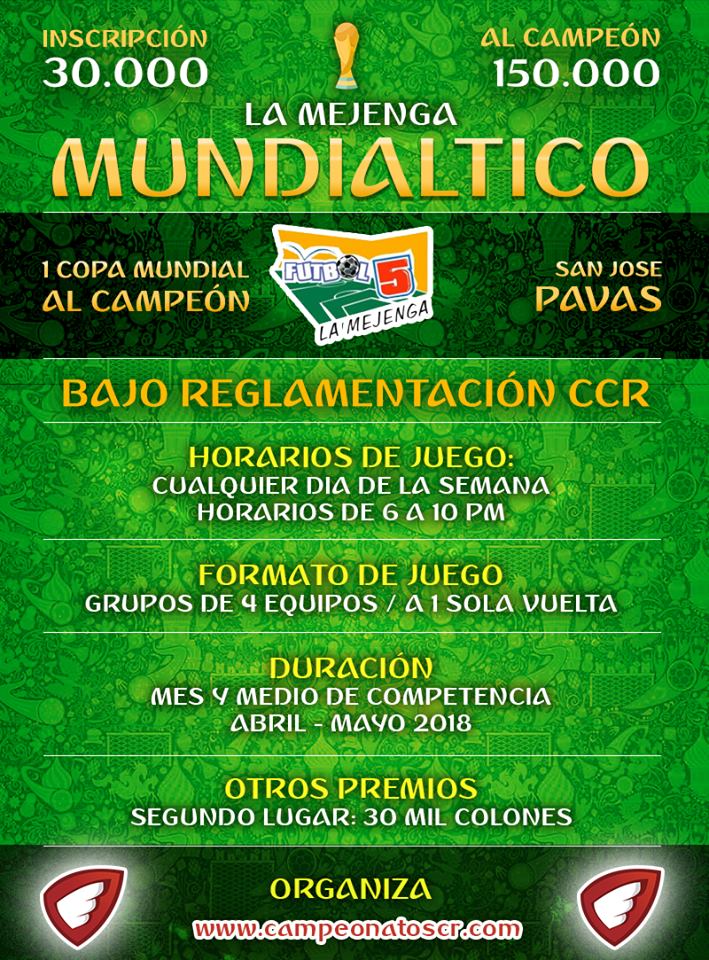 INSCRIPCIÓN
30.000
AL CAMPEÓN
150.000
LA MEJENGA
MUNDIALTICO
1 COPA MUNDIAL
AL CAMPEÓN
FUTBOL 5
LA MEJENGA
SAN JOSE
PAVAS
BAJO REGLAMENTACIÓN CCR
HORARIOS DE JUEGO:
CUALQUIER DIA DE LA SEMANA
HORARIOS DE 6 A 10 PM
FORMATO DE JUEGO
GRUPOS DE 4 EQUIPOS / A 1 SOLA VUELTA
DURACIÓN
MES Y MEDIO DE COMPETENCIA
ABRIL - MAYO 2018
OTROS PREMIOS
SEGUNDO LUGAR: 30 MIL COLONES
ORGANIZA
www.campeonatoscr.com